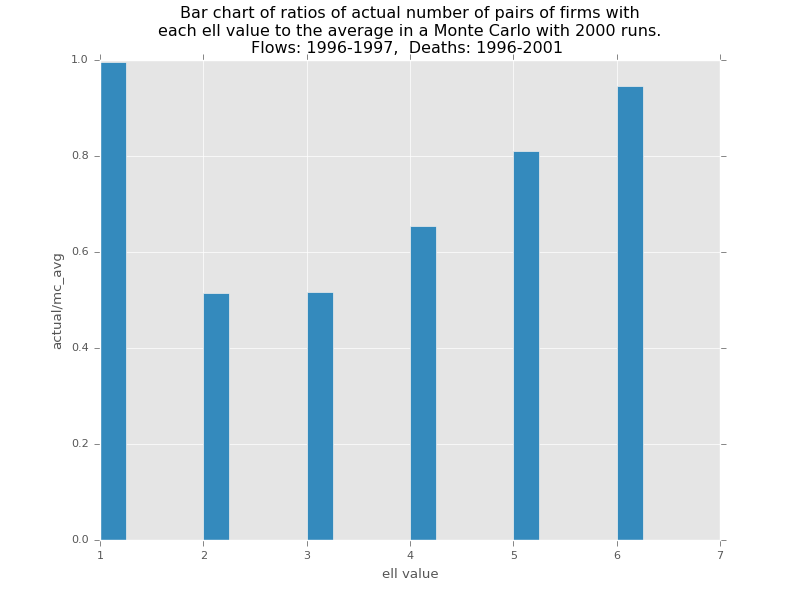 Bar chart of ratios of actual number of pairs of firms with
each ell value to the average in a Monte Carlo with 2000 runs.
Flows: 1996-1997,  Deaths: 1996-2001
1.0
0.8
0.6
0.4
0.2
0.0
actual/mc_avg
1 2 3 4 5 6 7
ell value